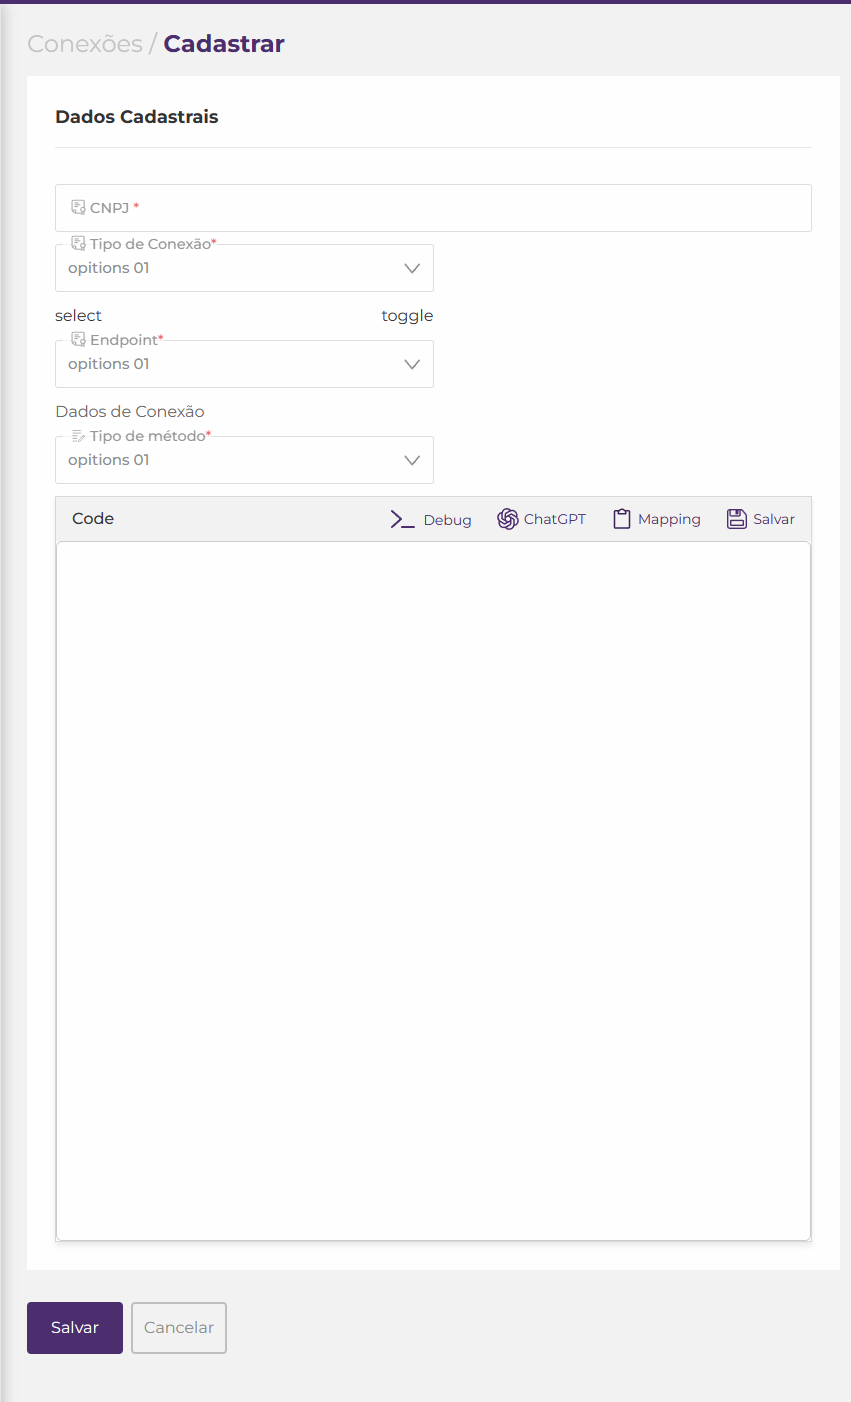 Conexões / Cadastrar
Dados Cadastrais
CNPJ *
Tipo de Conexão*
opitions 01
select toggle
Endpoint*
opitions 01
Dados de Conexão
Tipo de método*
opitions 01
Code Debug ChatGPT Mapping Salvar
Salvar Cancelar